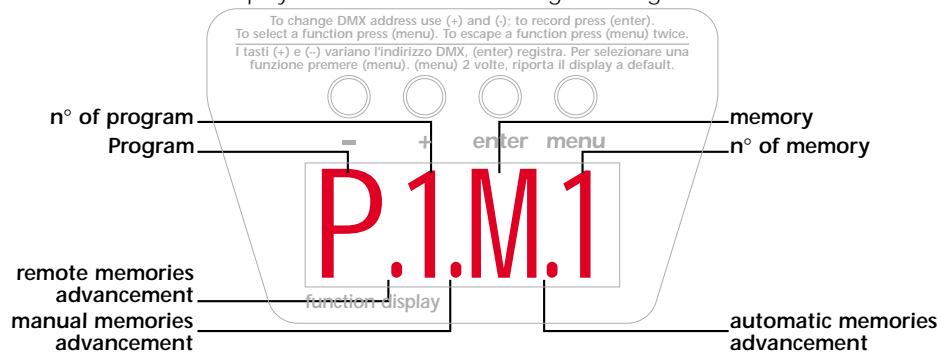 To change DMX address use (+) and (-); to record press (enter).
To select a function press (menu). To escape a function press (menu) twice.
I tasti (+) e (--) variano l'indirizzo DMX, (enter) registra. Per selezionare una
funzione premere (menu). (menu) 2 volte, riporta il display a default.
n° of program
memory
Program
- + enter menu
n° of memory
P.1.M.1
remote memories
advancement
function display
manual memories
advancement
automatic memories
advancement